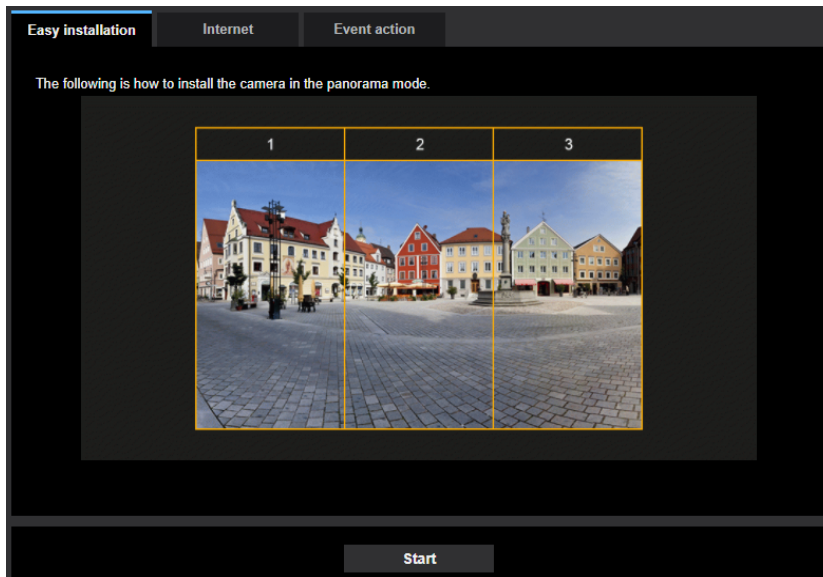 Easy installation
Internet
Event action
The following is how to install the camera in the panorama mode.
1
2
3
Start